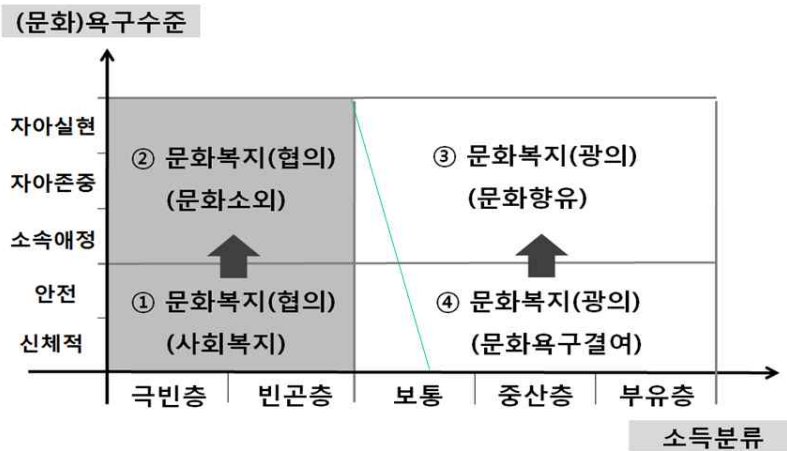 (문화)욕구수준
자아실현
자아존중
소속애정
안전
신체적
② 문화복지(협의)
(문화소외)
③ 문화복지(광의)
(문화향유)
① 문화복지(협의)
(사회복지)
④ 문화복지(광의)
(문화욕구결여)
극빈층 빈곤층 보통 중산층 부유층
소득분류